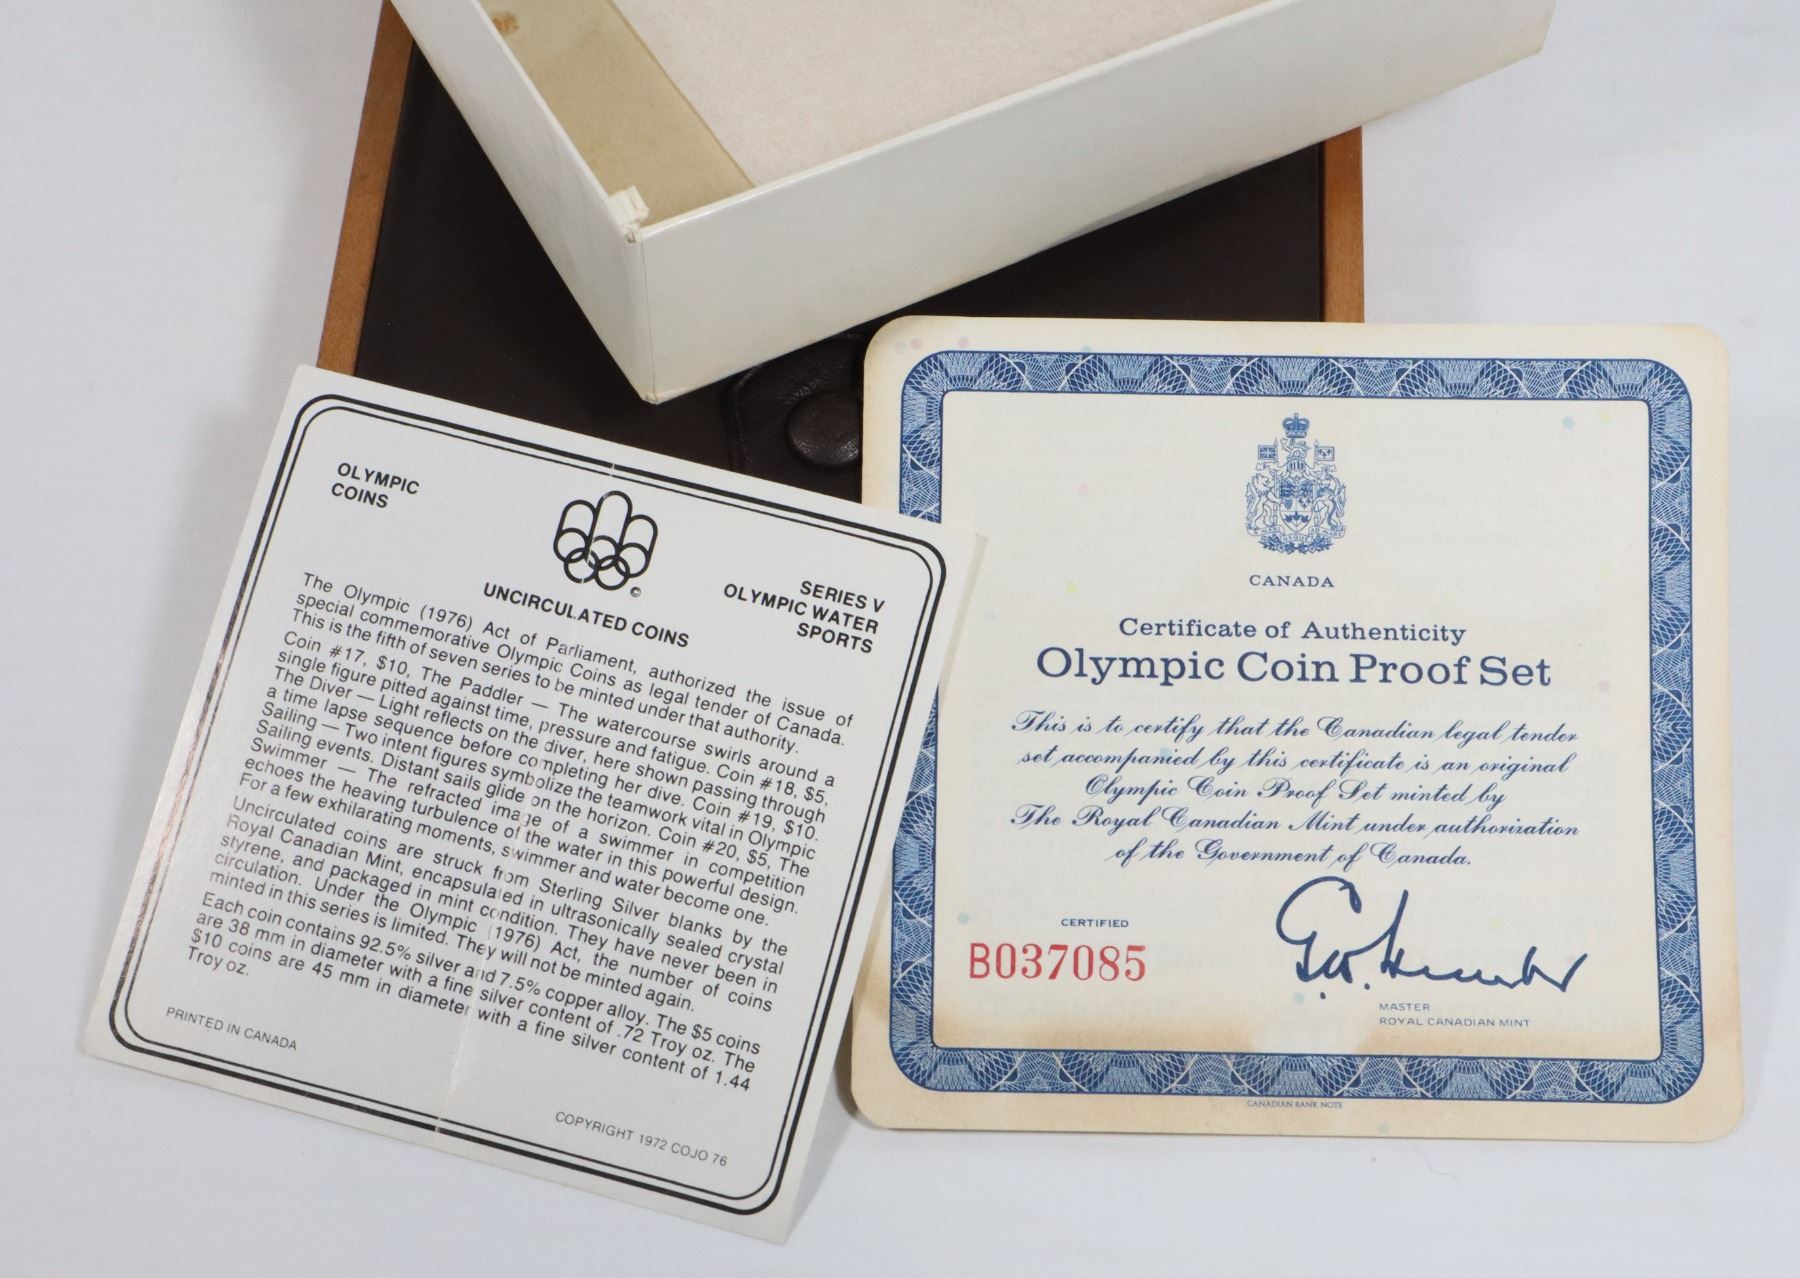 OLYMPIC
COINS
©
UNCIRCULATED COINS
SERIES V
OLYMPIC WATER
SPORTS
The Olympic (1976) Act of Parliament, authorized the issue of
special commemorative Olympic Coins as legal tender of Canada.
This is the fifth of seven series to be minted under that authority.
Coin #17, $10, The Paddler — The watercourse swirls around a
single figure pitted against time, pressure and fatigue. Coin #18, $5,
The Diver — Light reflects on the diver, here shown passing through
a time lapse sequence before completing her dive. Coin #19, $10.
Sailing — Two intent figures symbolize the teamwork vital in Olympic
Sailing events. Distant sails glide on the horizon. Coin #20, $5, The
Swimmer — The refracted image of a swimmer in competition
echoes the heaving turbulence of the water in this powerful design.
For a few exhilarating moments, swimmer and water become one.
Uncirculated coins are struck from Sterling Silver blanks by the
Royal Canadian Mint, encapsulated in ultrasonically sealed crystal
styrene, and packaged in mint condition. They have never been in
circulation. Under the Olympic (1976) Act, the number of coins
minted in this series is limited. They will not be minted again.
Each coin contains 92.5% silver and 7.5% copper alloy. The $5 coins
are 38 mm in diameter with a fine silver content of .72 Troy oz. The
$10 coins are 45 mm in diameter with a fine silver content of 1.44
Troy oz.
PRINTED IN CANADA
COPYRIGHT 1972 COJO 76
CANADA
Certificate of Authenticity
Olympic Coin Proof Set
This is to certify that the Canadian legal tender
set accompanied by this certificate is an original
Olympic Coin Proof Set minted by
The Royal Canadian Mint under authorization
of the Government of Canada.
CERTIFIED
B037085
MASTER
ROYAL CANADIAN MINT
CANADIAN BANK NOTE